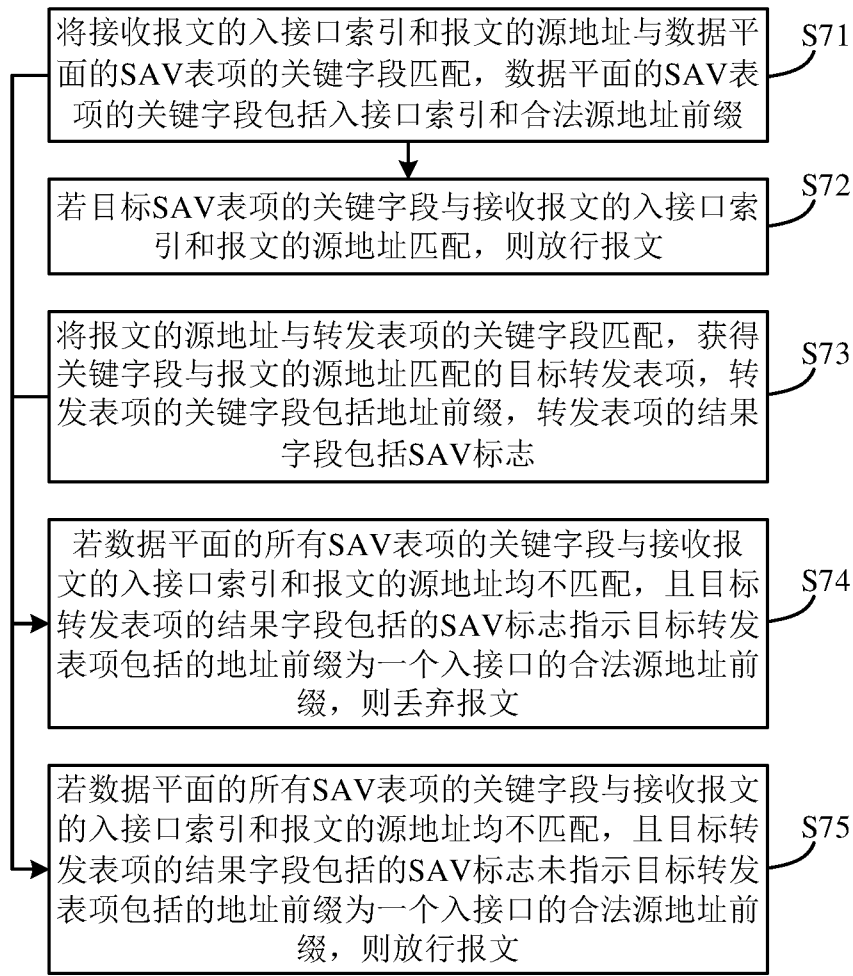 将接收报文的入接口索引和报文的源地址与数据平
面的SAV表项的关键字段匹配，数据平面的SAV表
项的关键字段包括入接口索引和合法源地址前缀
S71
若目标SAV表项的关键字段与接收报文的入接口索
引和报文的源地址匹配，则放行报文
S72
将报文的源地址与转发表项的关键字段匹配，获得
关键字段与报文的源地址匹配的目标转发表项，转
发表项的关键字段包括地址前缀，转发表项的结果
字段包括SAV标志
S73
若数据平面的所有SAV表项的关键字段与接收报
文的入接口索引和报文的源地址均不匹配，且目标
转发表项的结果字段包括的SAV标志指示目标转发
表项包括的地址前缀为一个入接口的合法源地址前
缀，则丢弃报文
S74
若数据平面的所有SAV表项的关键字段与接收报文
的入接口索引和报文的源地址均不匹配，且目标转
发表项的结果字段包括的SAV标志未指示目标转发
表项包括的地址前缀为一个入接口的合法源地址前
缀，则放行报文
S75